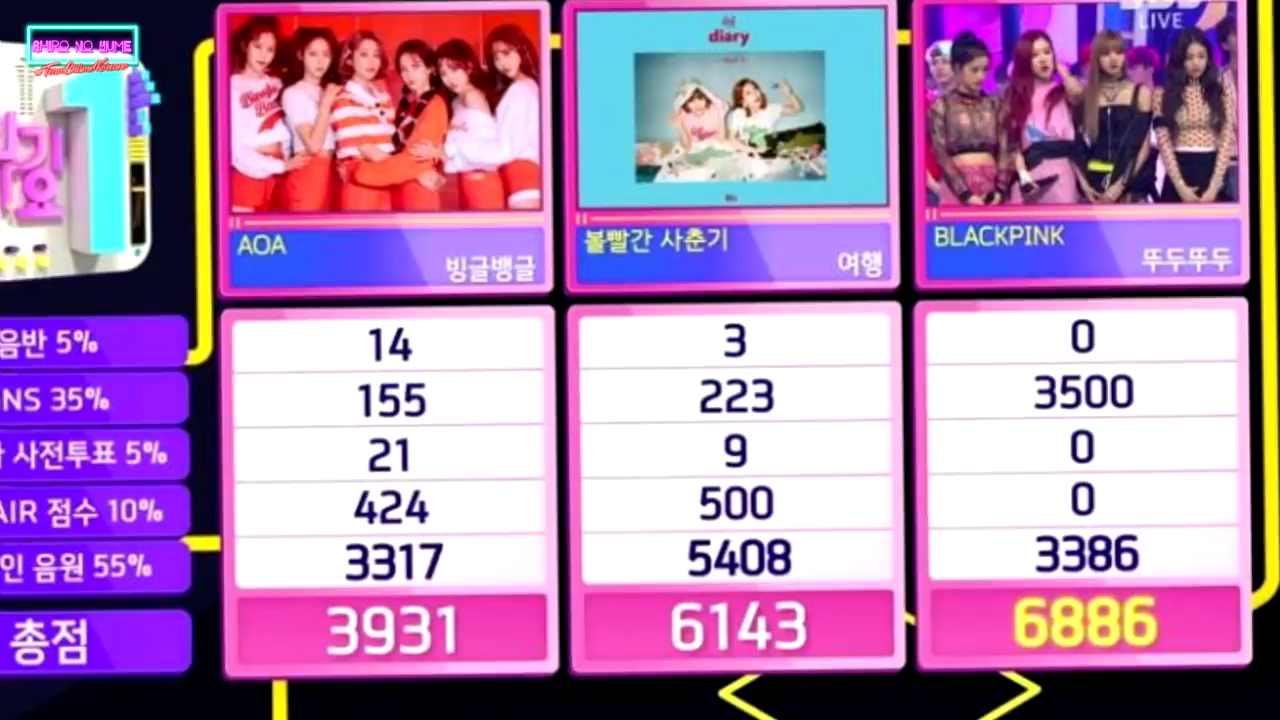 SHIRO NO YUME
LIVE
diary
AOA
빙글뱅글
볼빨간 사춘기
여행
BLACKPINK
뚜두뚜두
음반 5%
14
3
0
NS 35%
155
223
3500
사전투표 5%
21
9
0
AIR 점수 10%
424
500
0
인 음원 55%
3317
5408
3386
총점
3931
6143
6886